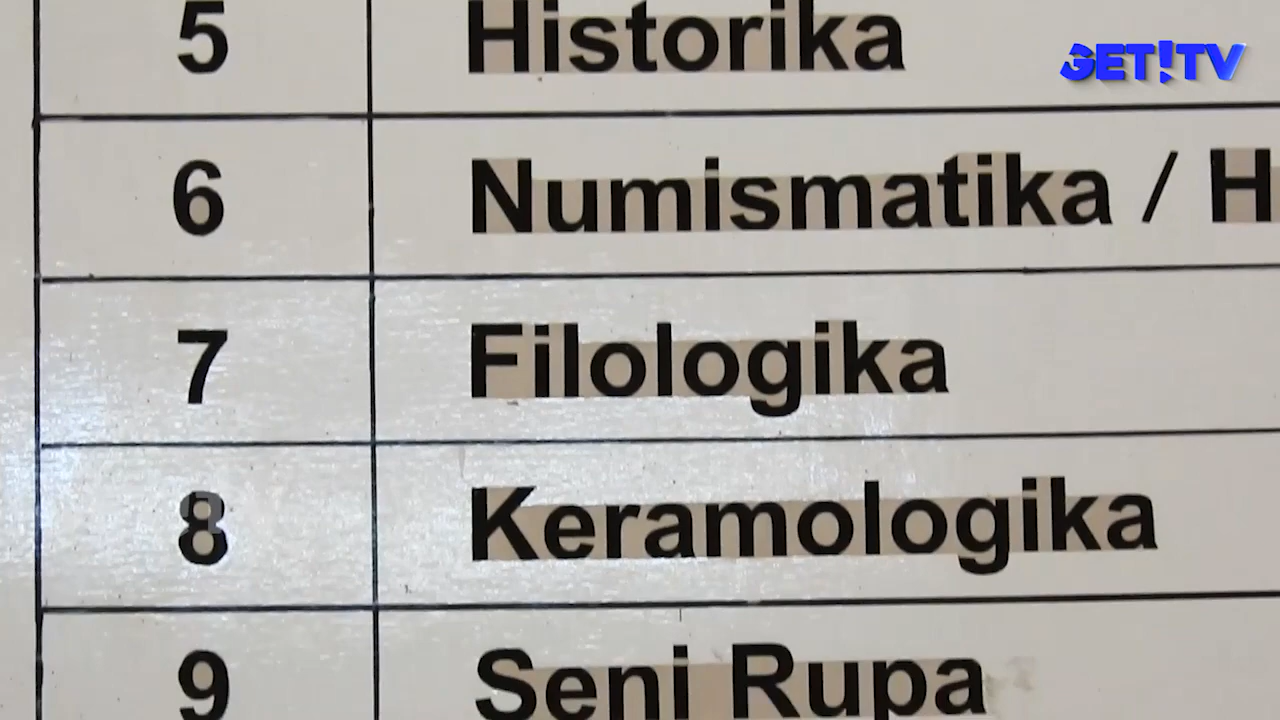 5 Historika
GET!TV
6 Numismatika / H
7 Filologika
8 Keramologika
9 Seni Rupa